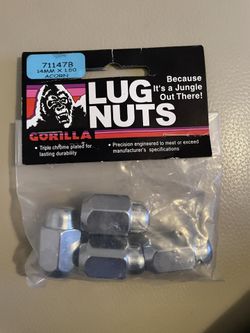 71147B
14MM X 1.50
ACORN
Because
It's a Jungle
Out There!
LUG
NUTS
GORILLA
• Triple chrome plated for
lasting durability
• Precision engineered to meet or exceed
manufacturer's specifications